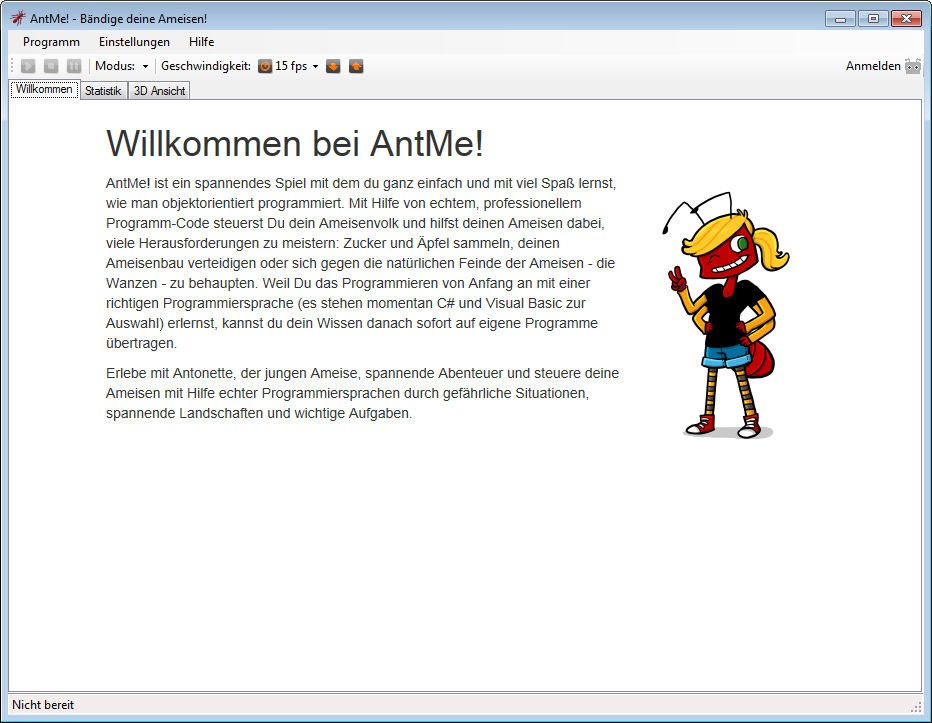 AntMe! - Bändige deine Ameisen!
Programm Einstellungen Hilfe
Modus: Geschwindigkeit: 15 fps Anmelden
Willkommen Statistik 3D Ansicht
Willkommen bei AntMe!
AntMe! ist ein spannendes Spiel mit dem du ganz einfach und mit viel Spaß lernst,
wie man objektorientiert programmiert. Mit Hilfe von echtem, professionellem
Programm-Code steuerst Du dein Ameisenvolk und hilfst deinen Ameisen dabei,
viele Herausforderungen zu meistern: Zucker und Äpfel sammeln, deinen
Ameisenbau verteidigen oder sich gegen die natürlichen Feinde der Ameisen - die
Wanzen - zu behaupten. Weil Du das Programmieren von Anfang an mit einer
richtigen Programmiersprache (es stehen momentan C# und Visual Basic zur
Auswahl) erlernst, kannst du dein Wissen danach sofort auf eigene Programme
übertragen.
Erlebe mit Antonette, der jungen Ameise, spannende Abenteuer und steuere deine
Ameisen mit Hilfe echter Programmiersprachen durch gefährliche Situationen,
spannende Landschaften und wichtige Aufgaben.
Nicht bereit